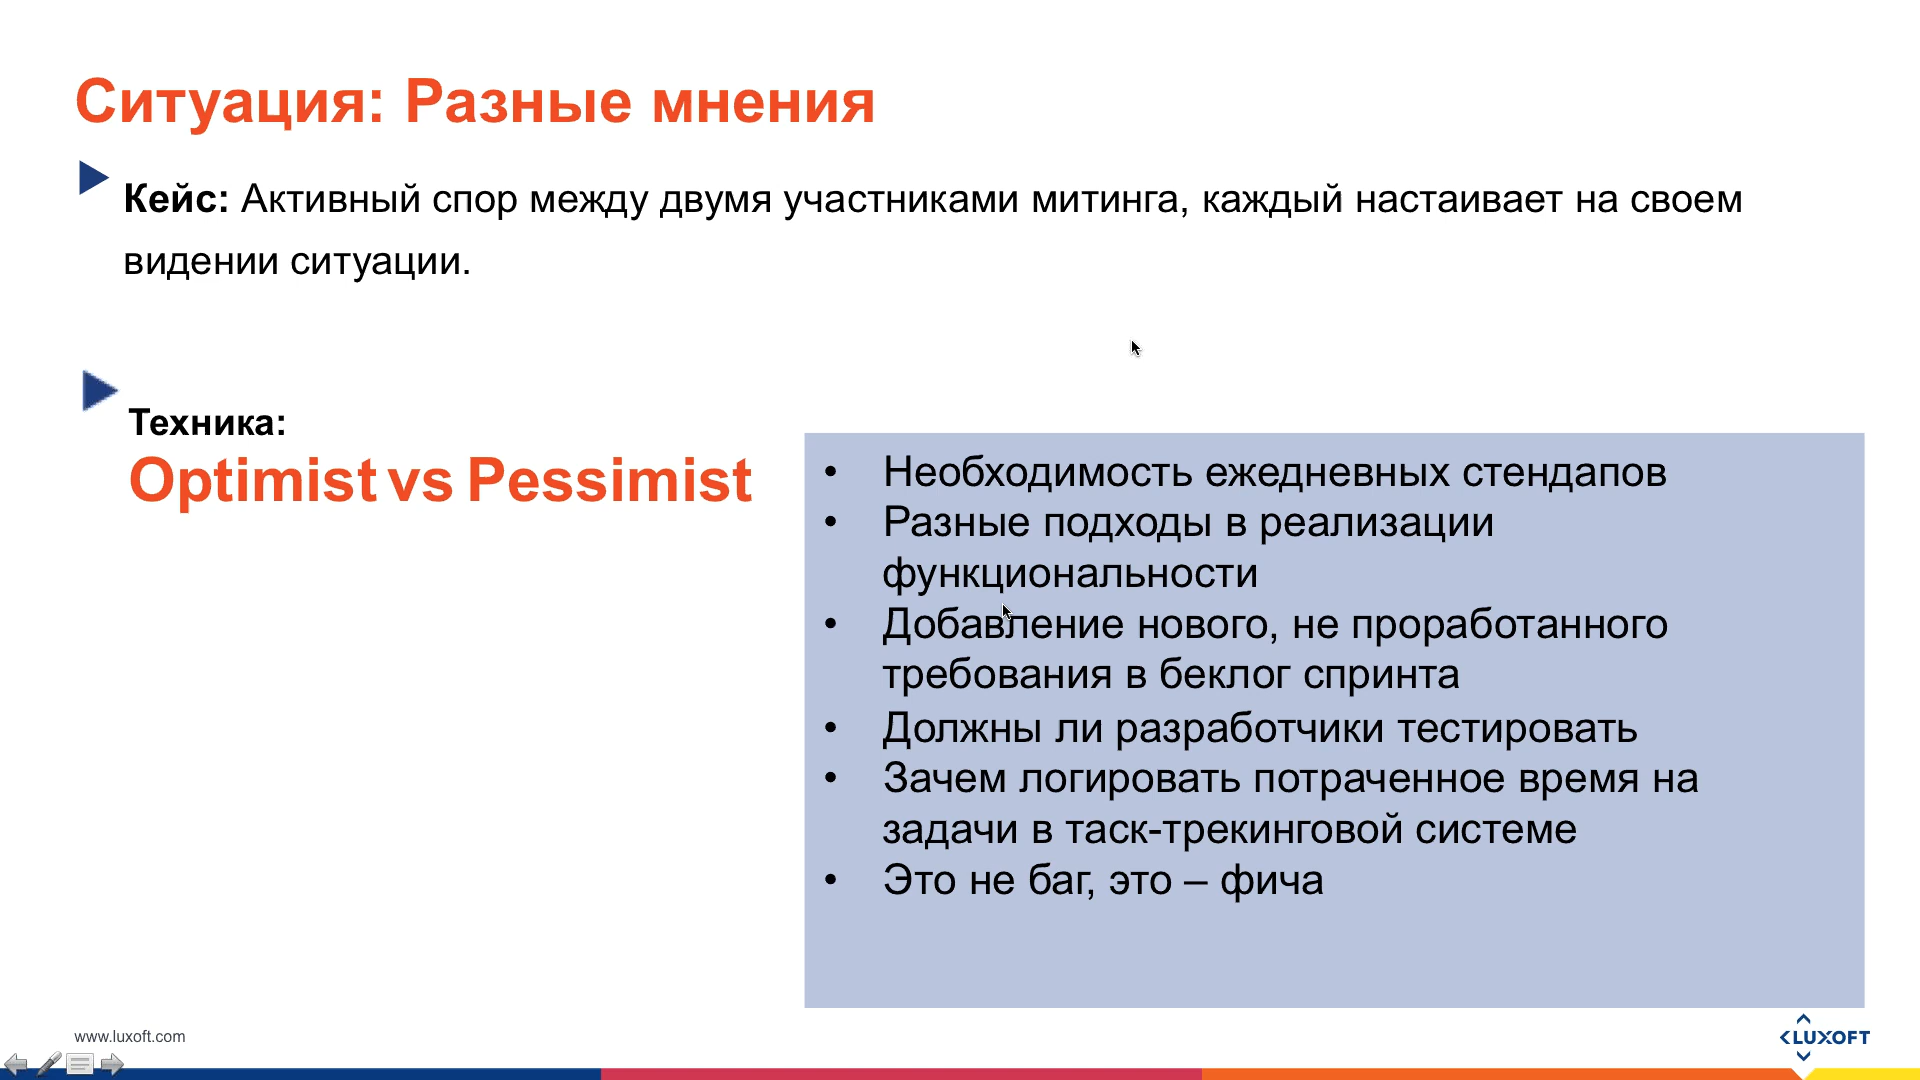 Ситуация: Разные мнения
Кейс: Активный спор между двумя участниками митинга, каждый настаивает на своем
видении ситуации.
Техника:
Optimist vs Pessimist
• Необходимость ежедневных стендапов
• Разные подходы в реализации
функциональности
• Добавление нового, не проработанного
требования в беклог спринта
• Должны ли разработчики тестировать
• Зачем логировать потраченное время на
задачи в таск-трекинговой системе
• Это не баг, это – фича
www.luxoft.com
LUXOFT